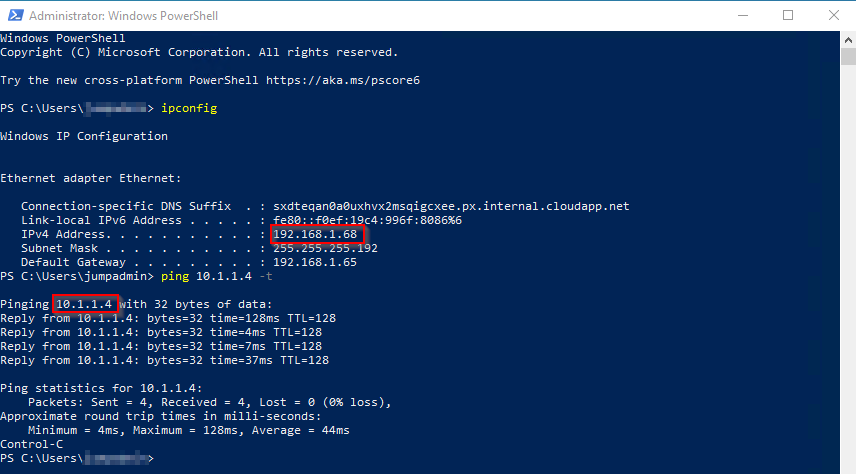 Administrator: Windows PowerShell
Windows PowerShell
Copyright (C) Microsoft Corporation. All rights reserved.
Try the new cross-platform PowerShell https://aka.ms/pscore6
PS C:\Users\> ipconfig
Windows IP Configuration
Ethernet adapter Ethernet:
Connection-specific DNS Suffix  . : sxdteqan0a0uxhvx2msqigcxee.px.internal.cloudapp.net
Link-local IPv6 Address . . . . . : fe80::f0ef:19c4:996f:8086%6
IPv4 Address. . . . . . . . . . . : 192.168.1.68
Subnet Mask . . . . . . . . . . . : 255.255.255.192
Default Gateway . . . . . . . . . : 192.168.1.65
PS C:\Users\jumpadmin> ping 10.1.1.4 -t
Pinging 10.1.1.4 with 32 bytes of data:
Reply from 10.1.1.4: bytes=32 time=128ms TTL=128
Reply from 10.1.1.4: bytes=32 time=4ms TTL=128
Reply from 10.1.1.4: bytes=32 time=7ms TTL=128
Reply from 10.1.1.4: bytes=32 time=37ms TTL=128
Ping statistics for 10.1.1.4:
Packets: Sent = 4, Received = 4, Lost = 0 (0% loss),
Approximate round trip times in milli-seconds:
Minimum = 4ms, Maximum = 128ms, Average = 44ms
Control-C
PS C:\Users\>